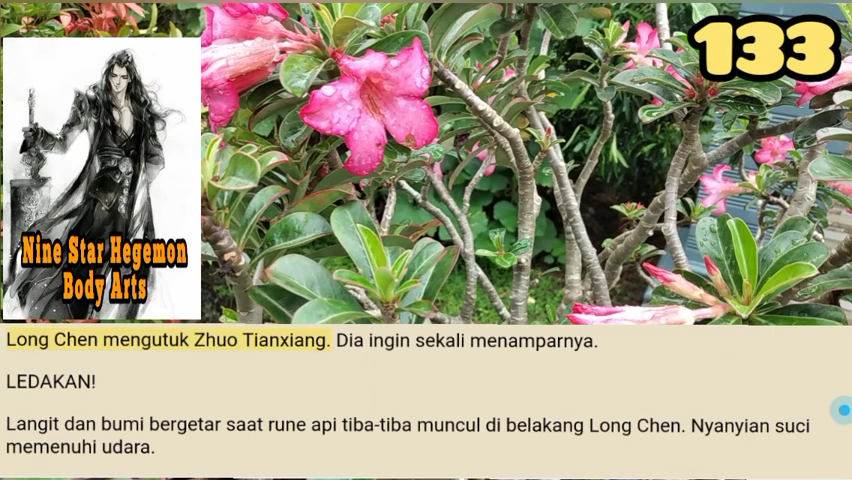 133
Nine Star Hegemon
Body Arts
Long Chen mengutuk Zhuo Tianxiang. Dia ingin sekali menamparnya.
LEDAKAN!
Langit dan bumi bergetar saat rune api tiba-tiba muncul di belakang Long Chen. Nyanyian suci
memenuhi udara.